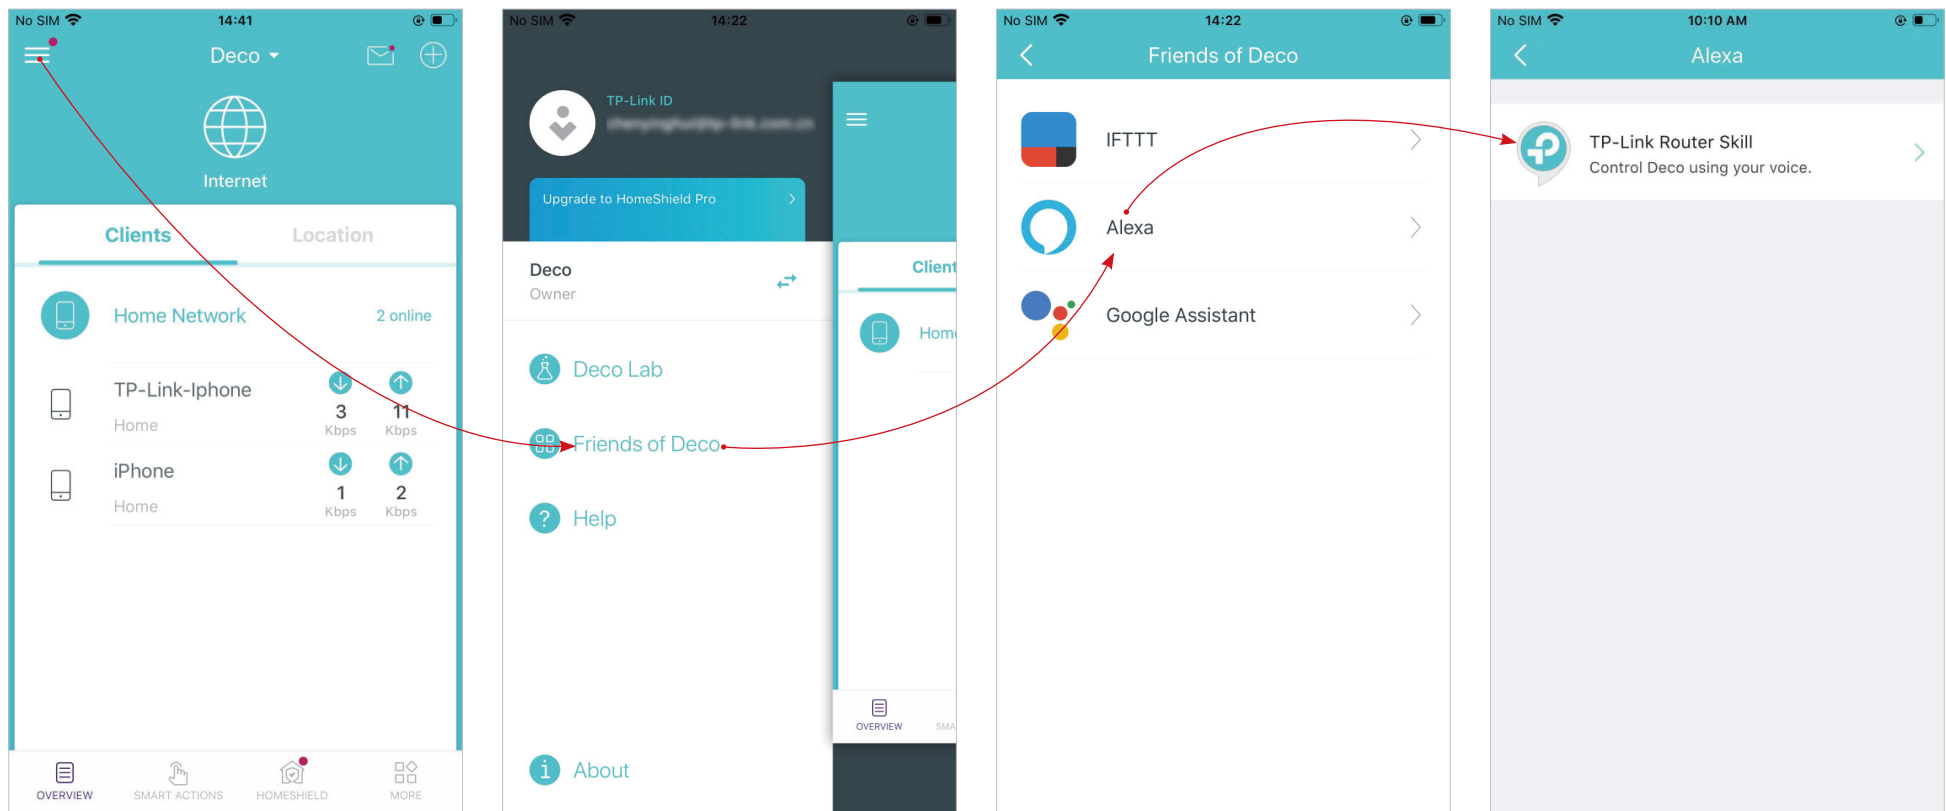 No SIM
14:41
Deco
Internet
Clients
Location
Home Network
2 online
TP-Link-Iphone
Home
3
Kbps
11
Kbps
iPhone
Home
1
Kbps
2
Kbps
OVERVIEW
SMART ACTIONS
HOMESHIELD
MORE
No SIM
14:22
TP-Link ID
Upgrade to HomeShield Pro
Deco
Owner
Deco Lab
Friends of Deco
Help
About
Client
Home
OVERVIEW
SMA
No SIM
14:22
Friends of Deco
IFTTT
Alexa
Google Assistant
No SIM
10:10 AM
Alexa
TP-Link Router Skill
Control Deco using your voice.